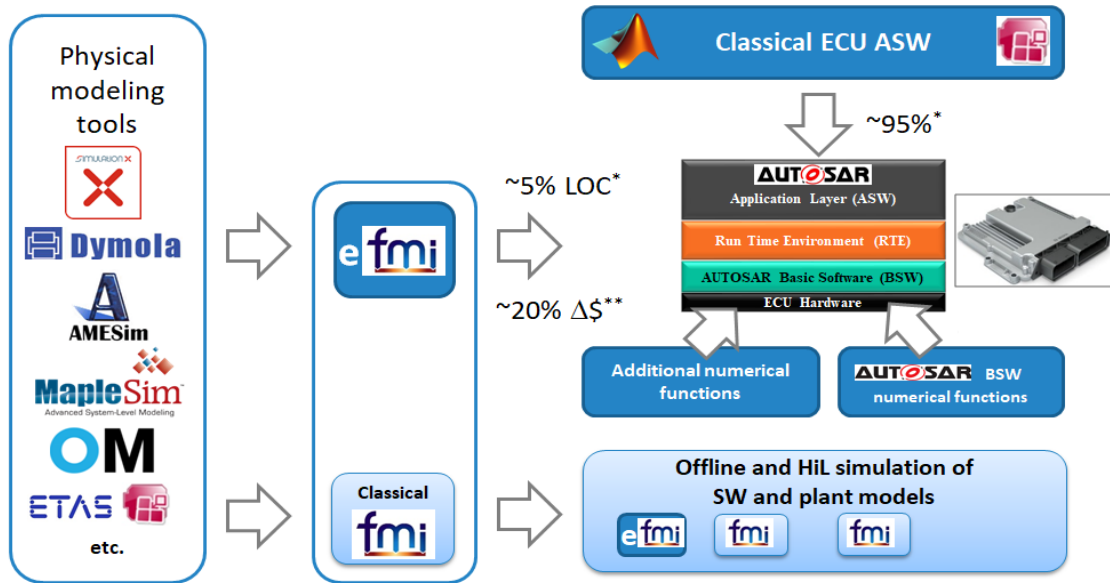 Physical
modeling
tools
SIMULATION X
Dymola
AMESim
MapleSim™
Advanced System-Level Modeling
OM
ETAS
etc.
efmi
Classical
fmi
~5% LOC*
~20% Δ$**
Classical ECU ASW
~95%*
AUTOSAR
Application Layer (ASW)
Run Time Environment (RTE)
AUTOSAR Basic Software (BSW)
ECU Hardware
Additional numerical
functions
AUTOSAR BSW
numerical functions
Offline and HiL simulation of
SW and plant models
efmi fmi fmi